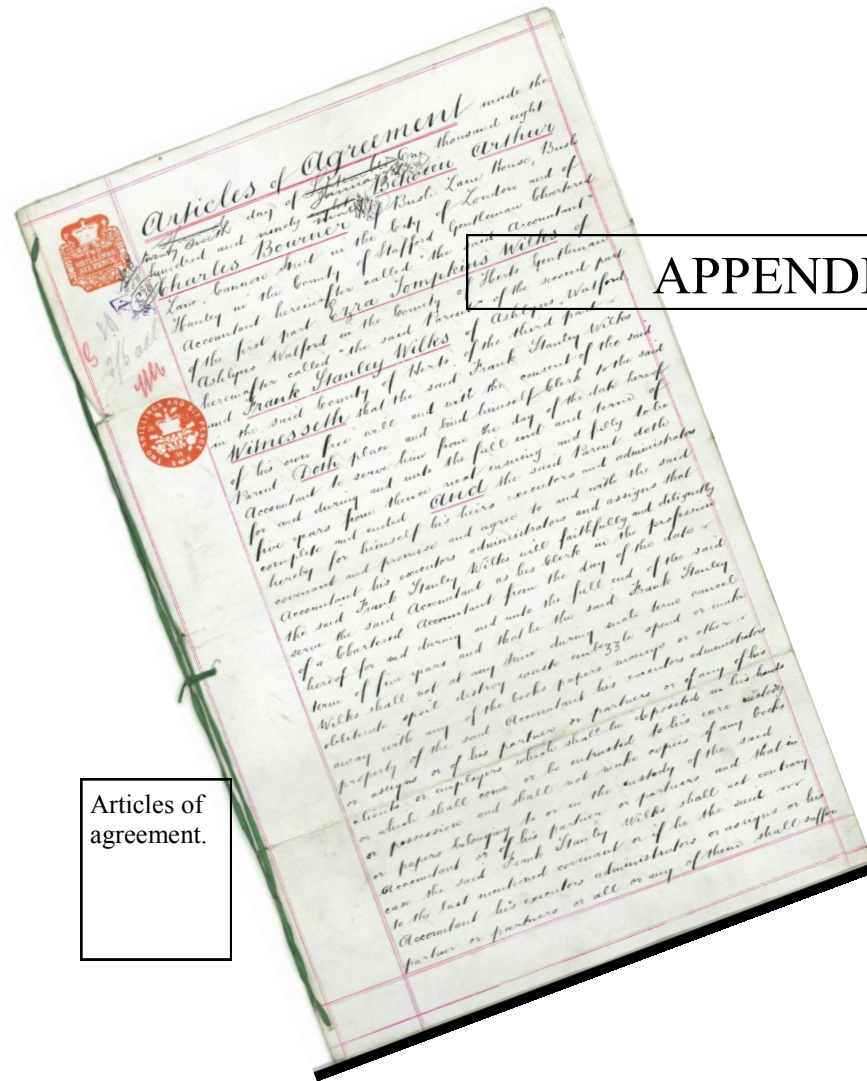 Articles of Agreement made the
twenty day of thousand eight
hundred and ninety Between Arthur
Charles Bourner of Bush Lane House, Bush
Lane, Cannon Street in the City of London and of
Hanley in the County of Stafford Gentleman Chartered
Accountant hereinafter called "the said Accountant"
of the first part Ezra Tompkins Wilks of
Ashlyns Watford in the County of Herts Gentleman
hereinafter called "the said Parent" of the second part
and Frank Stanley Wilks of Ashlyns Watford
in the said County of Herts of the third part
Witnesseth that the said Frank Stanley Wilks
of his own free will and with the consent of the said
Parent Doth place and bind himself Clerk to the said
Accountant to serve him from the day of the date hereof
for and during and unto the full end and term of
five years from thence next ensuing and fully to be
complete and ended And the said Parent doth
hereby for himself his heirs executors and administrators
covenant and promise and agree to and with the said
Accountant his executors administrators and assigns that
the said Frank Stanley Wilks will faithfully and diligently
serve the said Accountant as his Clerk in the profession
of a Chartered Accountant from the day of the date
hereof for and during and unto the full end of the said
term of five years and that he the said Frank Stanley
Wilks shall not at any time during such term cancel
obliterate spoil destroy waste embezzle spend or make
away with any of the books papers moneys or other
property of the said Accountant his executors administrators
or assigns or of his partner or partners or of any of his
clients or employers which shall be deposited in his hands
or which shall come or be entrusted to his care custody
or possession and shall not make copies of any books
or papers belonging to or in the custody of the said
Accountant or of his partner or partners and that in
case the said Frank Stanley Wilks shall act contrary
to the last mentioned covenant or if he the said
Accountant his executors administrators or assigns or his
partner or partners or all or any of them shall suffer
TWO SHILLINGS AND SIX PENCE
APPENDI
Articles of
agreement.